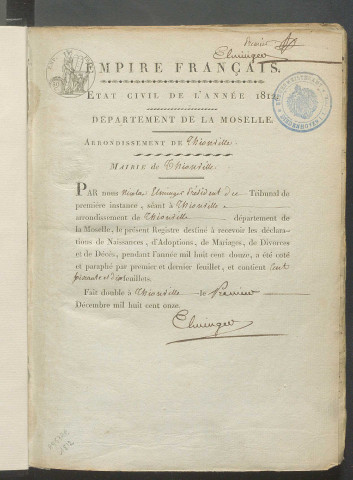 Premier
Elminger
EMPIRE FRANÇAIS.
ETAT CIVIL DE L'ANNÉE 1812.
DÉPARTEMENT DE LA MOSELLE.
ARRONDISSEMENT DE Thionville.
MAIRIE DE Thionville.
PAR nous Nicolas Elminger Président du Tribunal de
première instance, séant à Thionville
arrondissement de Thionville département de
la Moselle, le présent Registre destiné à recevoir les déclara-
tions de Naissances, d'Adoptions, de Mariages, de Divorces
et de Décès, pendant l'année mil huit cent douze, a été coté
et paraphé par premier et dernier feuillet, et contient Cent
feuillets.
Fait double à Thionville le Premier
Décembre mil huit cent onze.
Elminger